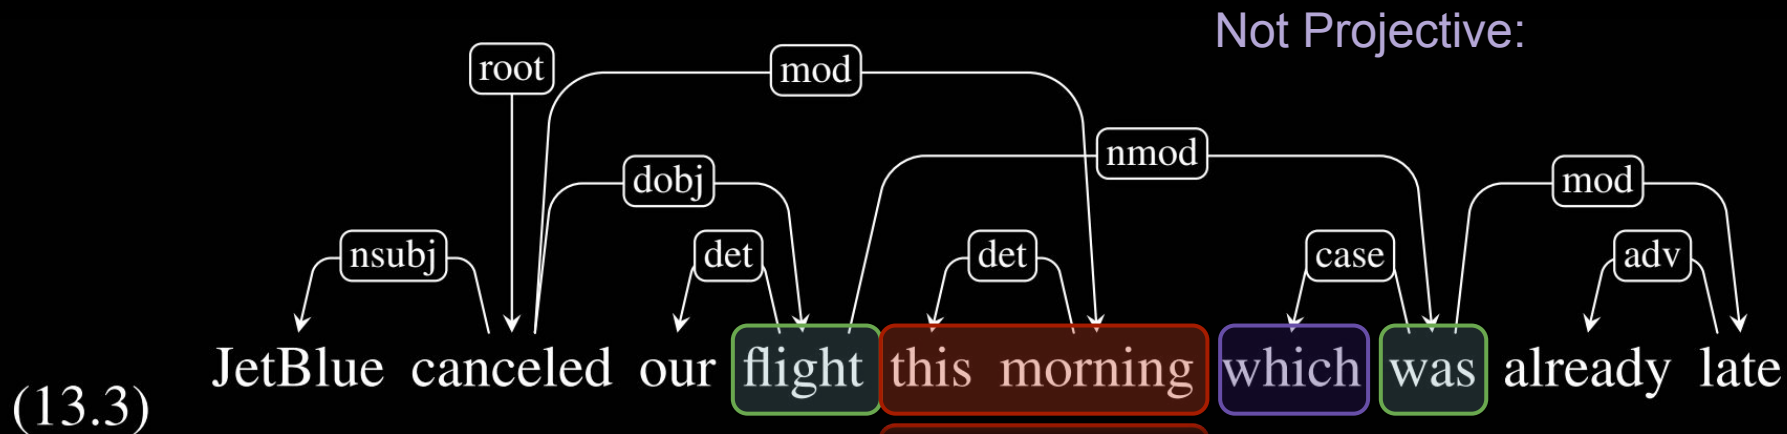 Not Projective:
root mod
nmod
dobj mod
nsubj det det case adv
JetBlue canceled our flight this morning which was already late
(13.3)